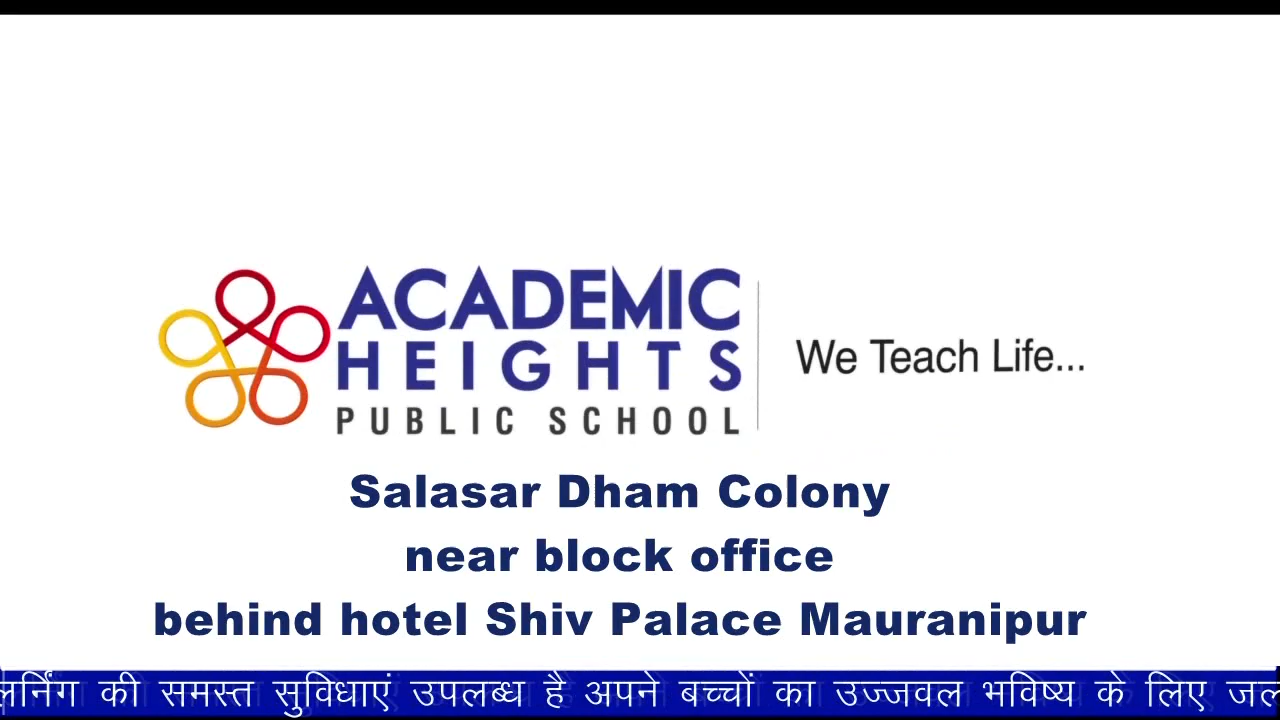 ACADEMIC
HEIGHTS
PUBLIC SCHOOL
We Teach Life...
Salasar Dham Colony
near block office
behind hotel Shiv Palace Mauranipur
की समस्त सुविधाएं उपलब्ध है अपने बच्चों का उज्जवल भविष्य के लिए